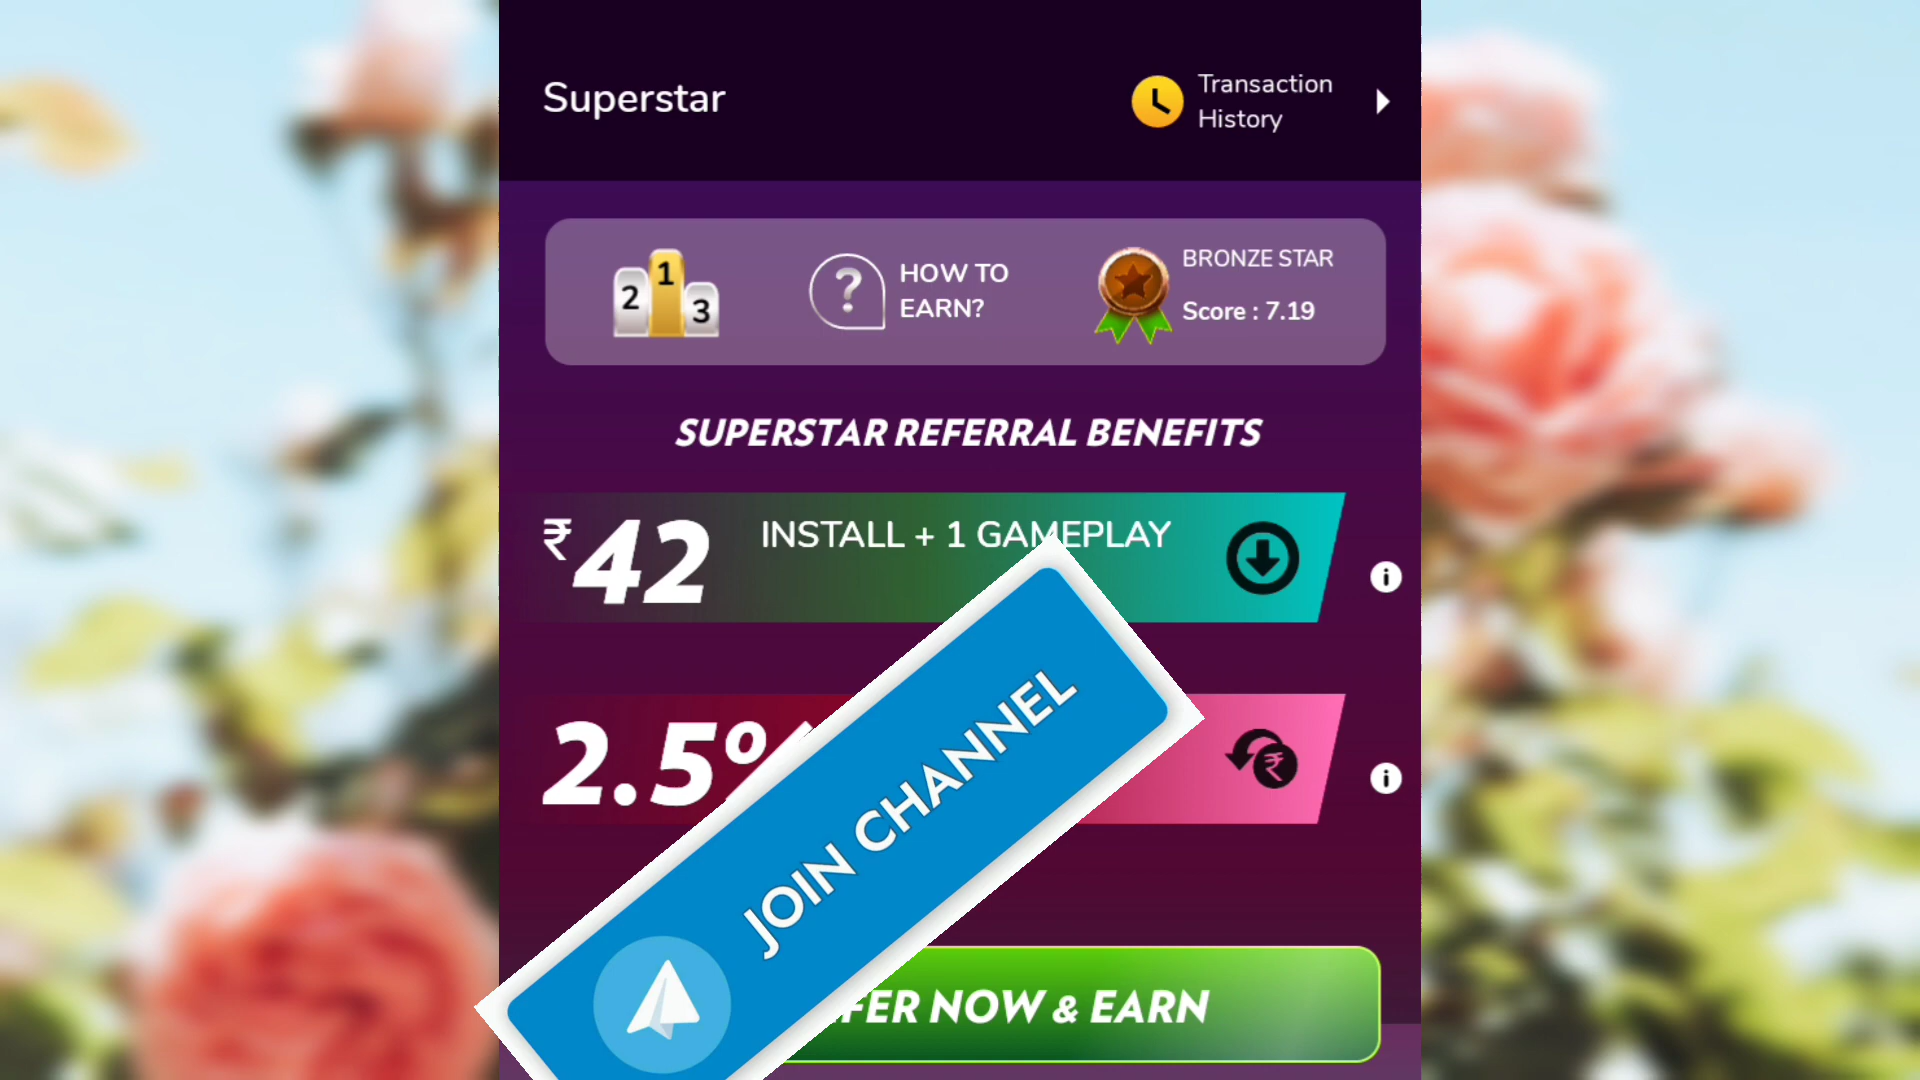 Superstar
Transaction
History
2
1
3
?
HOW TO
EARN?
BRONZE STAR
Score : 7.19
SUPERSTAR REFERRAL BENEFITS
₹42
INSTALL + 1 GAMEPLAY
i
2.5%
₹
i
JOIN CHANNEL
NOW & EARN